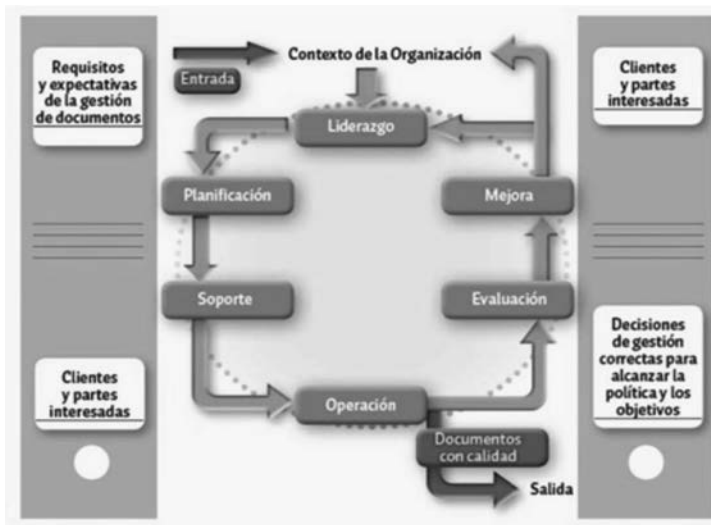 Requisitos
y expectativas
de la gestión
de documentos
Clientes
y partes
interesadas
Entrada
Contexto de la Organización
Liderazgo
Planificación
Soporte
Operación
Evaluación
Mejora
Documentos
con calidad
Salida
Clientes
y partes
interesadas
Decisiones
de gestión
correctas para
alcanzar la
política y los
objetivos